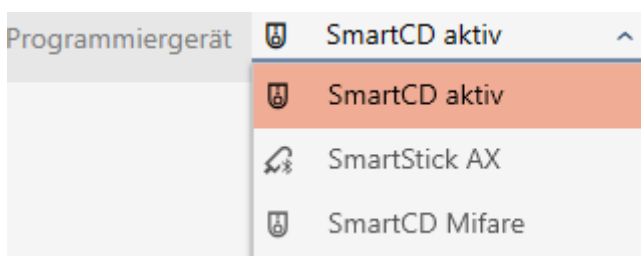 Programmiergerät SmartCD aktiv
SmartCD aktiv
SmartStick AX
SmartCD Mifare